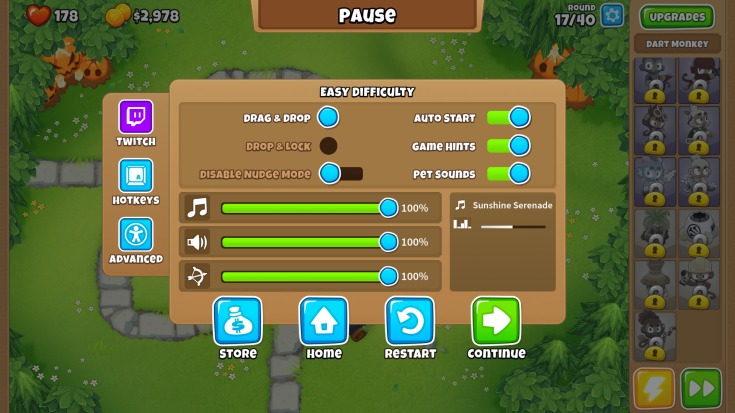 178
$2,978
PAUSE
ROUND
17/40
UPGRADES
DART MONKEY
EASY DIFFICULTY
DRAG & DROP
AUTO START
DROP & LOCK
GAME HINTS
DISABLE NUDGE MODE
PET SOUNDS
TWITCH
HOTKEYS
ADVANCED
100%
Sunshine Serenade
100%
100%
STORE
HOME
RESTART
CONTINUE